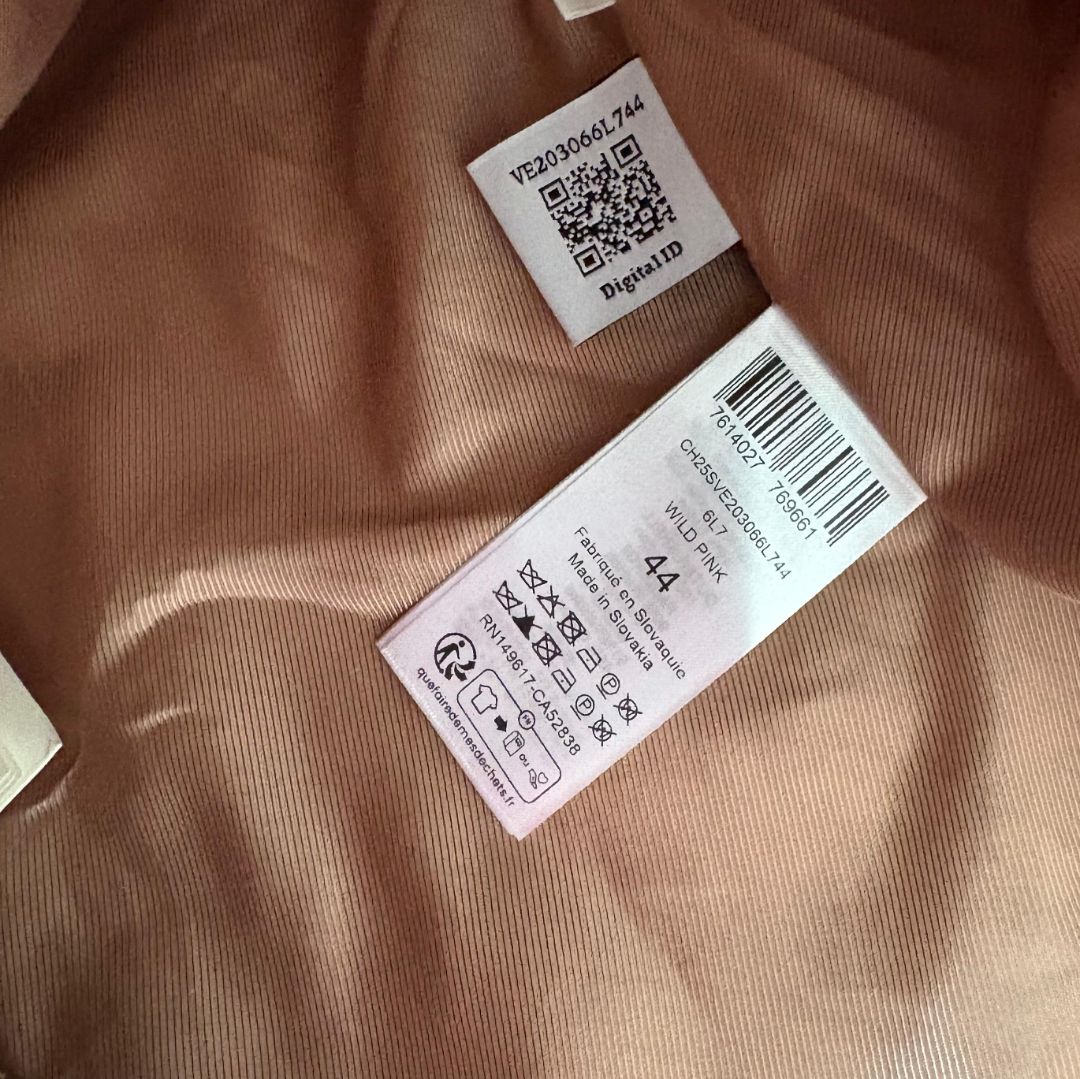 VE203066L744
Digital ID
7614027 769661
CH25SVE203066L744
6L7
WILD PINK
44
Fabriqué en Slovaquie
Made in Slovakia
RN149617-CA52838
FR
ou
quefairedemesdechets.fr